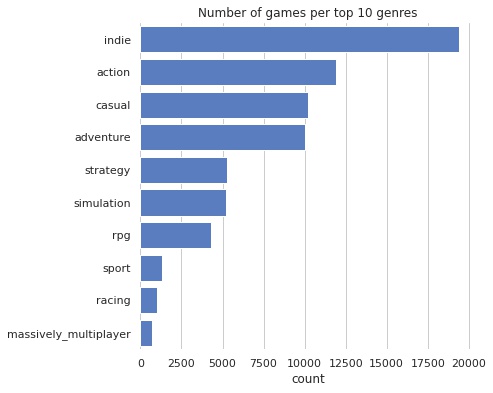 Number of games per top 10 genres
indie
action
casual
adventure
strategy
simulation
rpg
sport
racing
massively_multiplayer
0 2500 5000 7500 10000 12500 15000 17500 20000
count